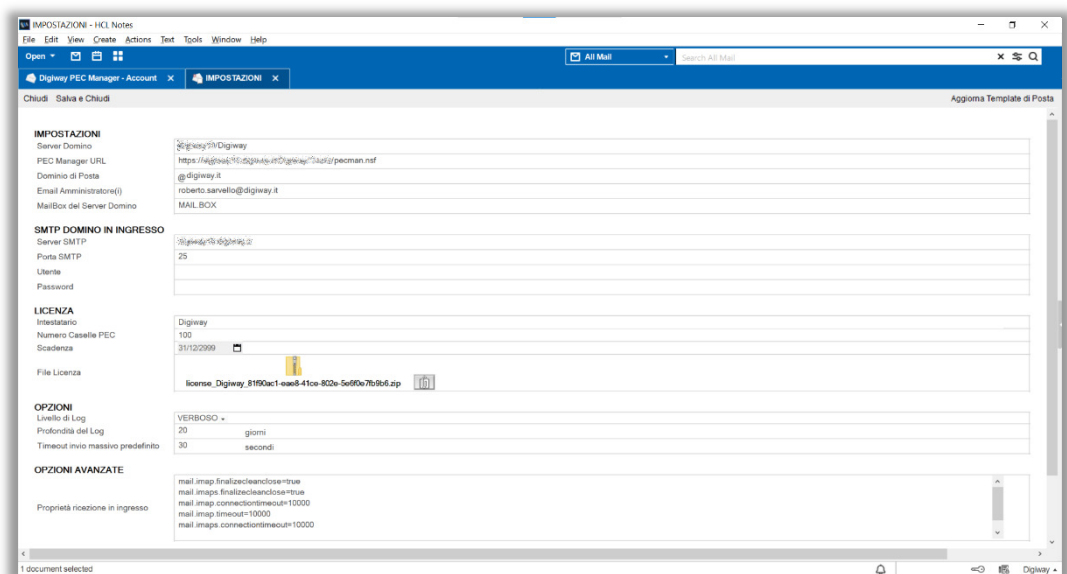 IMPOSTAZIONI - HCL Notes
File Edit View Create Actions Text Tools Window Help
Open All Mail Search All Mail
Digiway PEC Manager - Account X IMPOSTAZIONI X
Chiudi Salva e Chiudi Aggiorna Template di Posta
IMPOSTAZIONI
Server Domino /Digiway
PEC Manager URL https:// /pecman.nsf
Dominio di Posta @digiway.it
Email Amministratore(i) roberto.sarvello@digiway.it
MailBox del Server Domino MAIL.BOX
SMTP DOMINO IN INGRESSO
Server SMTP
Porta SMTP 25
Utente
Password
LICENZA
Intestatario Digiway
Numero Caselle PEC 100
Scadenza 31/12/2999
File Licenza
license_Digiway_81f90ac1-eae8-41ce-802e-5e6f0e7fb9b6.zip
OPZIONI
Livello di Log VERBOSO
Profondità del Log 20 giorni
Timeout invio massivo predefinito 30 secondi
OPZIONI AVANZATE
mail.imap.finalizecleanclose=true
mail.imaps.finalizecleanclose=true
mail.imap.connectiontimeout=10000
Proprietà ricezione in ingresso
mail.imap.timeout=10000
mail.imaps.connectiontimeout=10000
1 document selected Digiway